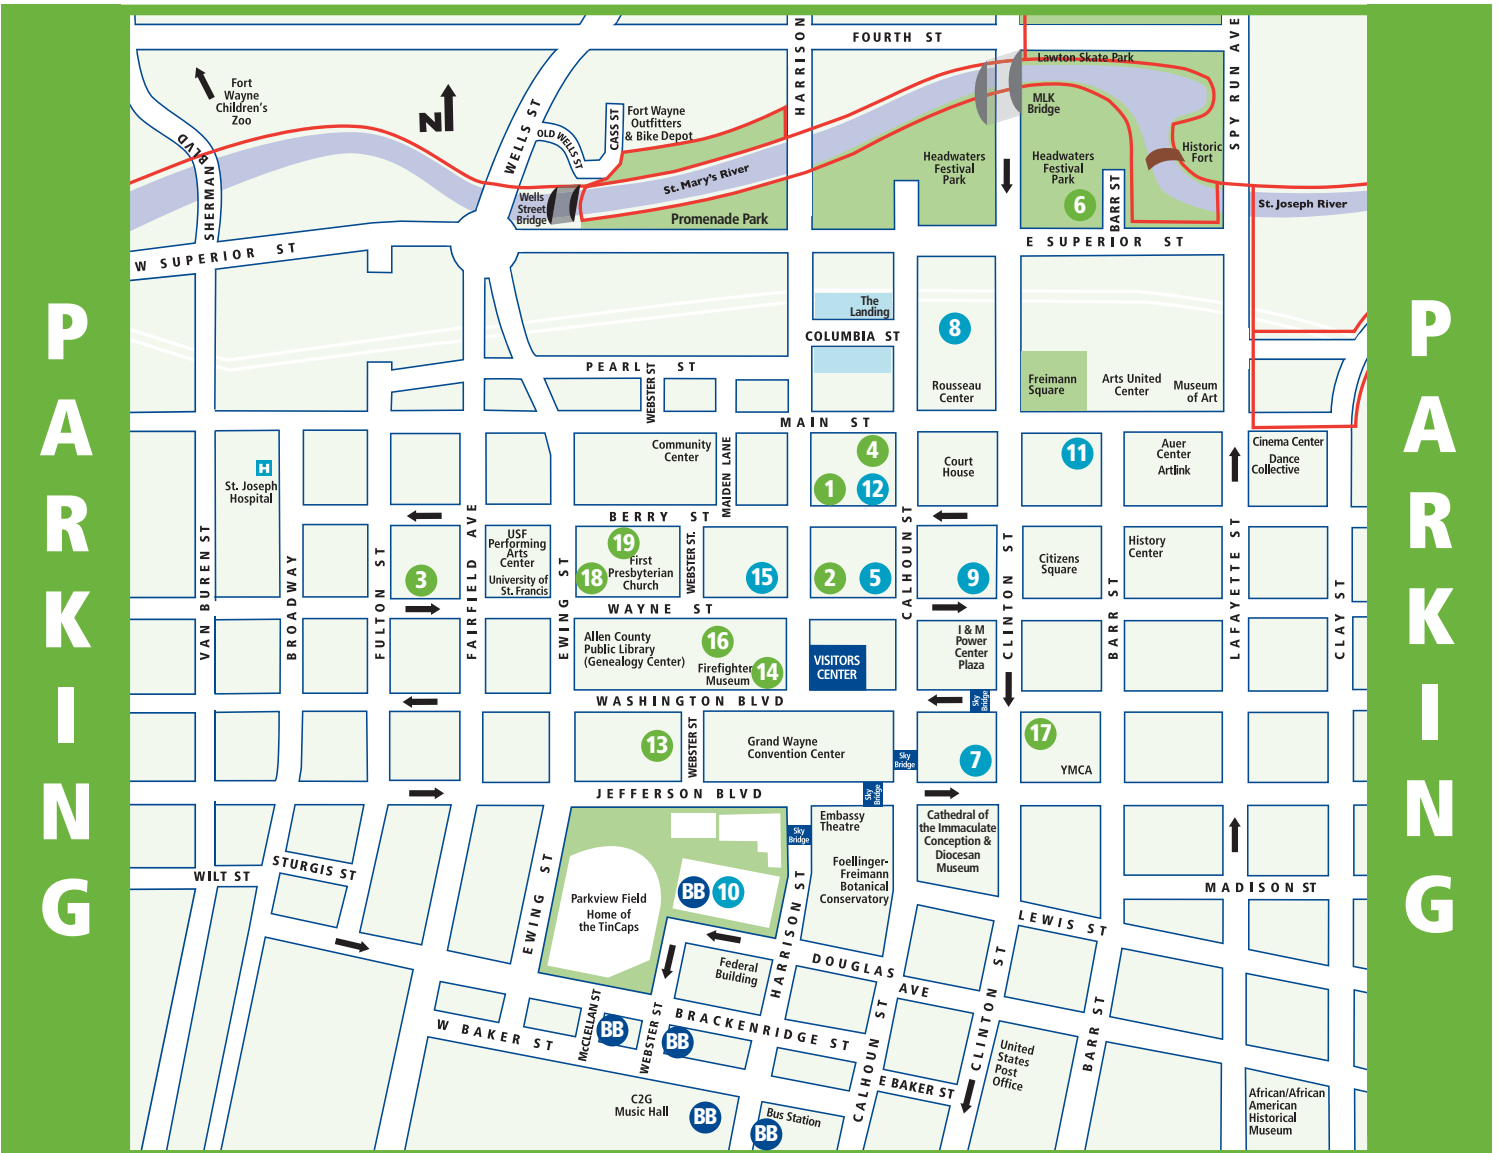 PARKING
PARKING
FOURTH ST
HARRISON
SPY RUN AVE
Lawton Skate Park
Fort
Wayne
Children's
Zoo
N
WELLS ST
OLD WELLS ST
CASS ST
Fort Wayne
Outfitters
& Bike Depot
MLK
Bridge
Historic
Fort
SHERMAN BLVD
Headwaters
Festival
Park
Headwaters
Festival
Park
6
BARR ST
St. Mary's River
Wells
Street
Bridge
Promenade Park
St. Joseph River
W SUPERIOR ST
E SUPERIOR ST
The
Landing
COLUMBIA ST
8
PEARL ST
WEBSTER ST
Rousseau
Center
Freimann
Square
Arts United
Center
Museum
of Art
MAIN ST
Community
Center
MAIDEN LANE
4
1
12
Court
House
11
Auer
Center
Artlink
Cinema Center
Dance
Collective
H
St. Joseph
Hospital
BERRY ST
VAN BUREN ST
BROADWAY
FULTON ST
FAIRFIELD AVE
EWING ST
CALHOUN ST
CLINTON ST
BARR ST
LAFAYETTE ST
CLAY ST
3
USF
Performing
Arts
Center
University of
St. Francis
19
18
First
Presbyterian
Church
WEBSTER ST.
15
2
5
9
Citizens
Square
History
Center
WAYNE ST
Allen County
Public Library
(Genealogy Center)
16
Firefighter
Museum
14
VISITORS
CENTER
I & M
Power
Center
Plaza
WASHINGTON BLVD
Sky
Bridge
13
WEBSTER ST
Grand Wayne
Convention Center
Sky
Bridge
7
17
YMCA
JEFFERSON BLVD
Sky
Bridge
Sky
Bridge
Embassy
Theatre
Foellinger-
Freimann
Botanical
Conservatory
Cathedral of
the Immaculate
Conception &
Diocesan
Museum
WILT ST
STURGIS ST
EWING ST
Parkview Field
Home of
the TinCaps
BB
10
HARRISON ST
MADISON ST
LEWIS ST
DOUGLAS AVE
Federal
Building
CALHOUN ST
CLINTON ST
BARR ST
W BAKER ST
McCLELLAN ST
BB
WEBSTER ST
BB
BRACKENRIDGE ST
E BAKER ST
United
States
Post
Office
C2G
Music Hall
BB
Bus Station
BB
African/African
American
Historical
Museum